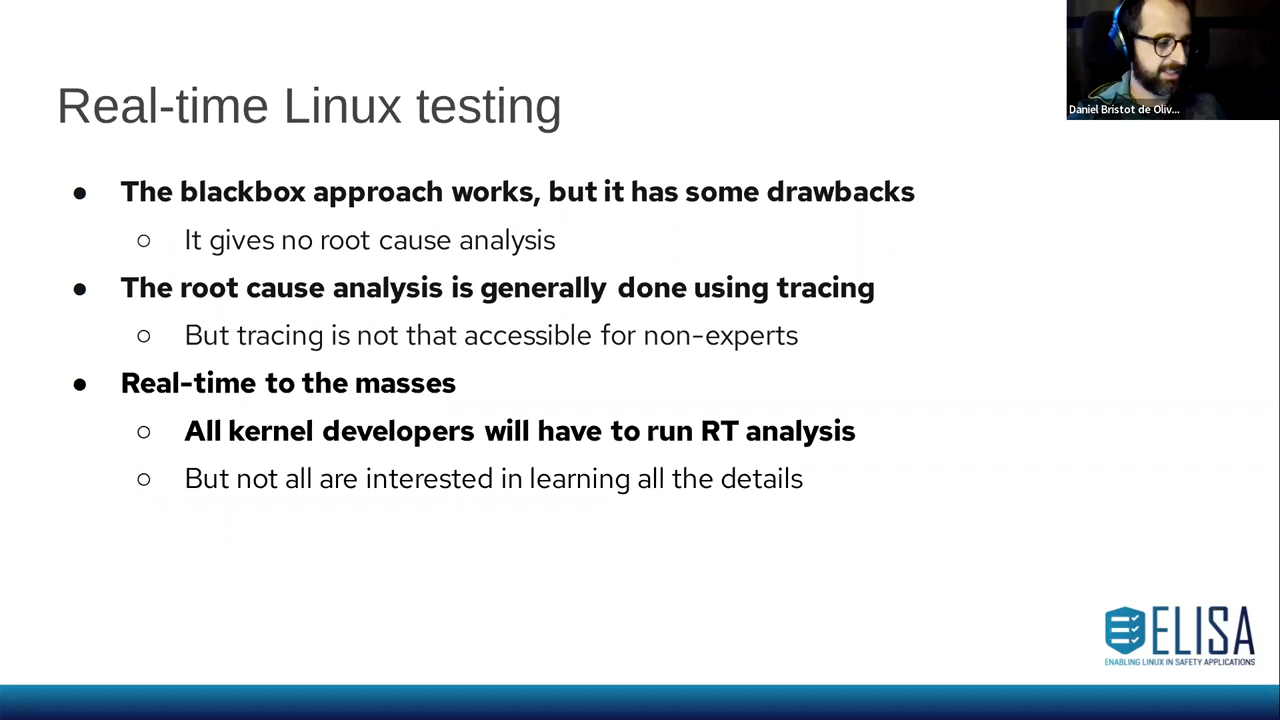 Daniel Bristot de Oliv...
Real-time Linux testing
● The blackbox approach works, but it has some drawbacks
○ It gives no root cause analysis
● The root cause analysis is generally done using tracing
○ But tracing is not that accessible for non-experts
● Real-time to the masses
○ All kernel developers will have to run RT analysis
○ But not all are interested in learning all the details
ELISA
ENABLING LINUX IN SAFETY APPLICATIONS